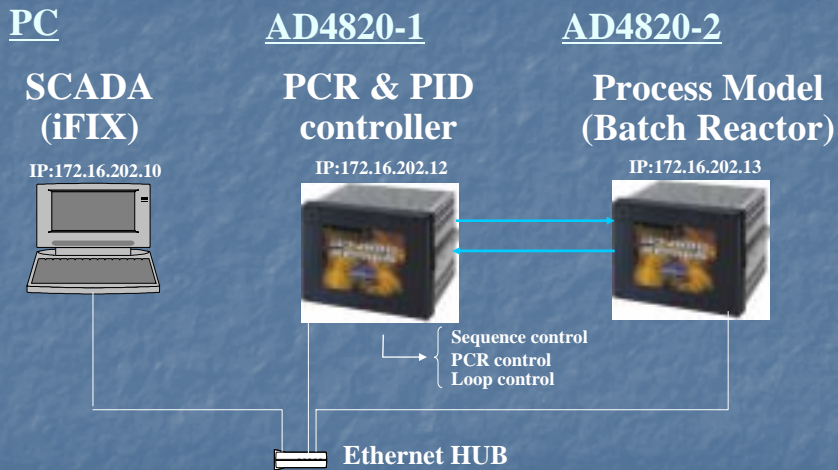 PC
AD4820-1
AD4820-2
SCADA
(iFIX)
PCR & PID
controller
Process Model
(Batch Reactor)
IP:172.16.202.10
IP:172.16.202.12
IP:172.16.202.13
Sequence control
PCR control
Loop control
Ethernet HUB